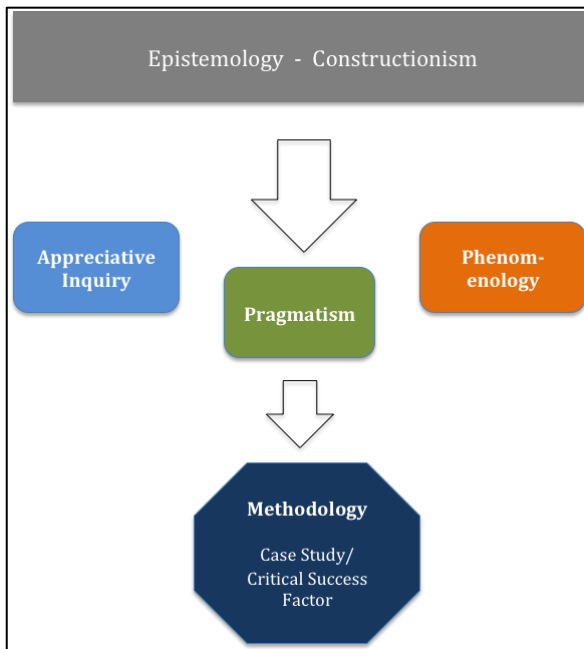 Epistemology - Constructionism
Appreciative
Inquiry
Phenom-
enology
Pragmatism
Methodology
Case Study/
Critical Success
Factor